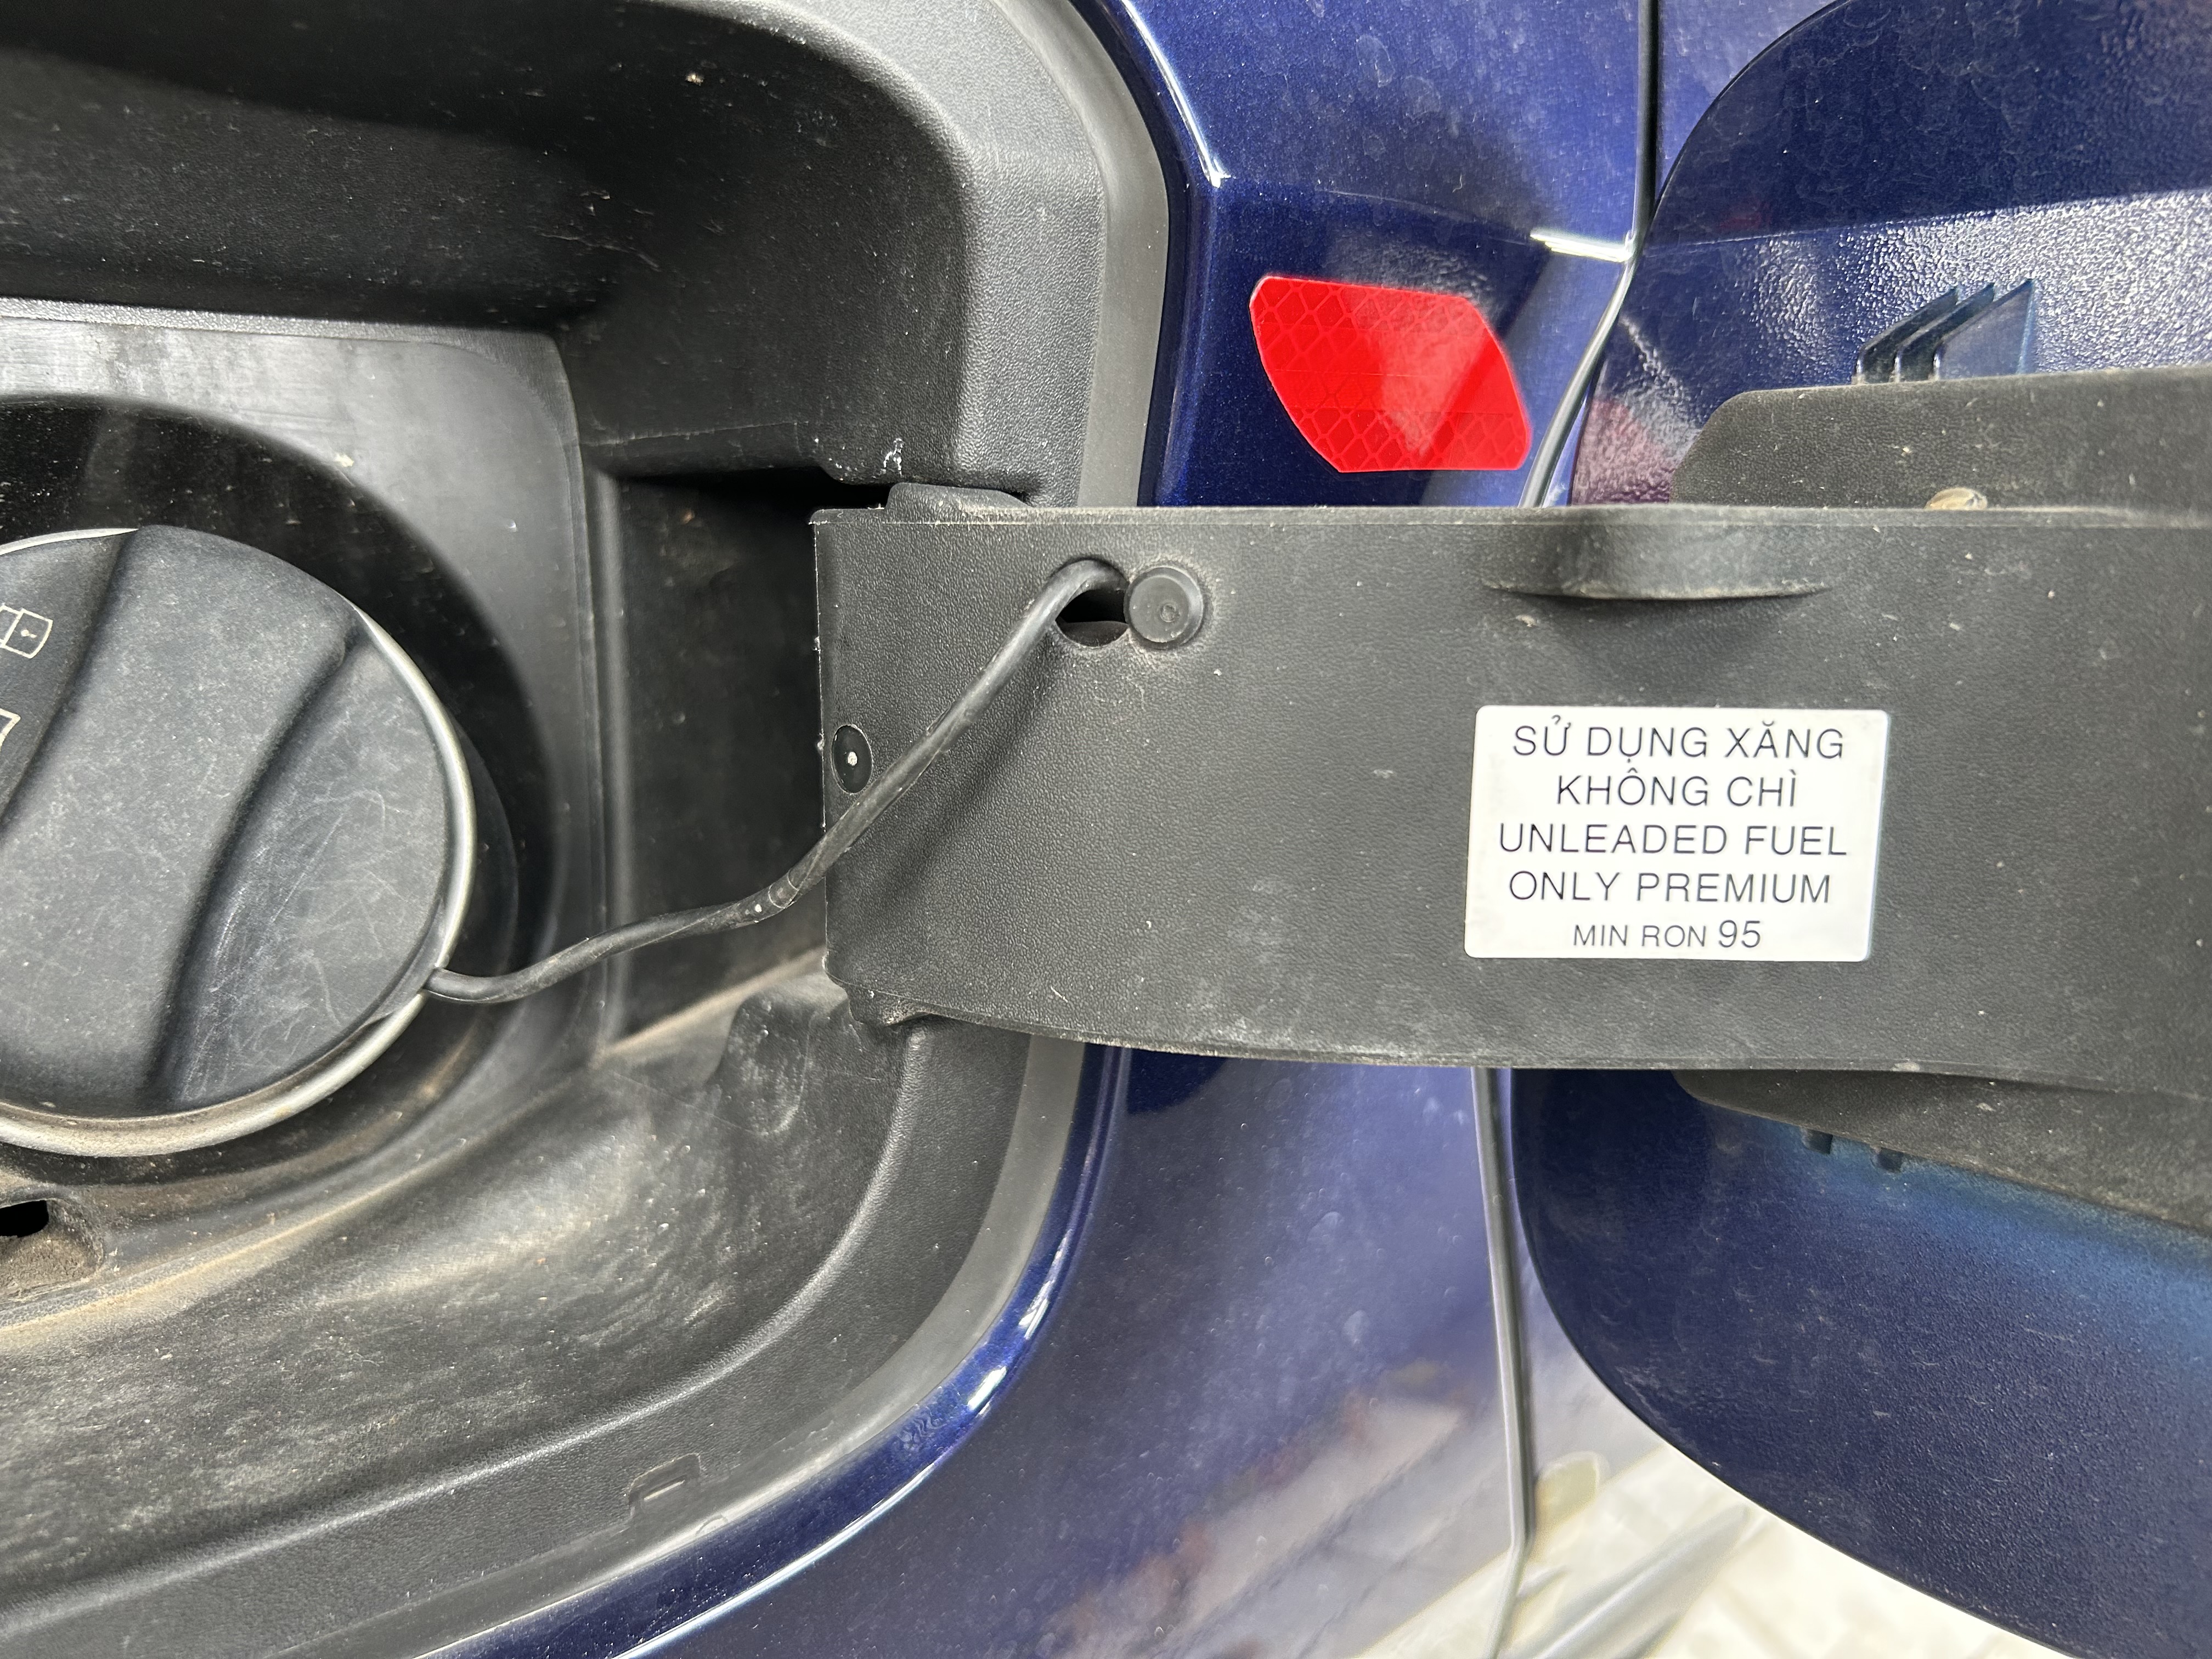 SỬ DỤNG XĂNG
KHÔNG CHÌ
UNLEADED FUEL
ONLY PREMIUM
MIN RON 95